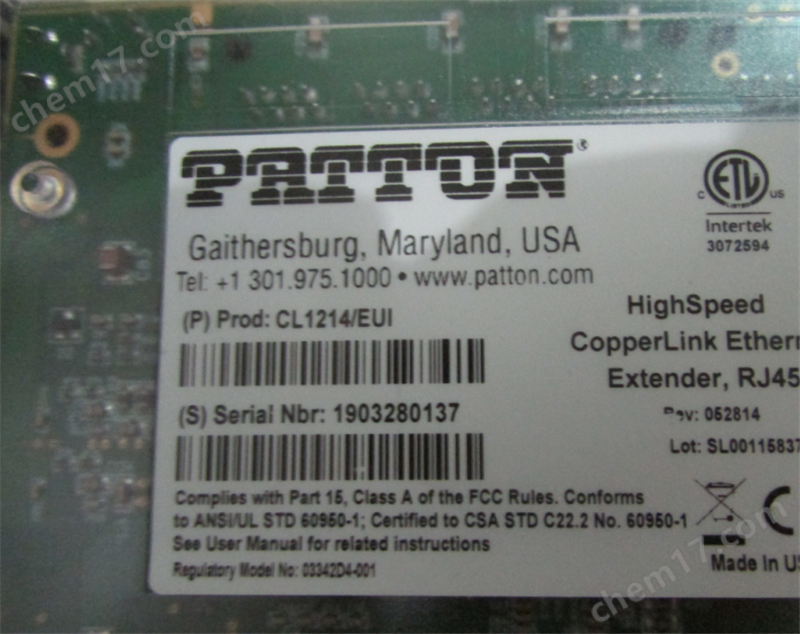 chem17.com
PATTON®
Gaithersburg, Maryland, USA
Tel: +1 301.975.1000 • www.patton.com
(P) Prod: CL1214/EUI
(S) Serial Nbr: 1903280137
Complies with Part 15, Class A of the FCC Rules. Conforms
to ANSI/UL STD 60950-1; Certified to CSA STD C22.2 No. 60950-1
See User Manual for related instructions
Regulatory Model No: 03342D4-001
C ETL US
Intertek
3072594
HighSpeed
CopperLink Ethern
Extender, RJ45
Rev: 052814
Lot: SL00115837
Made in US
chem17.com